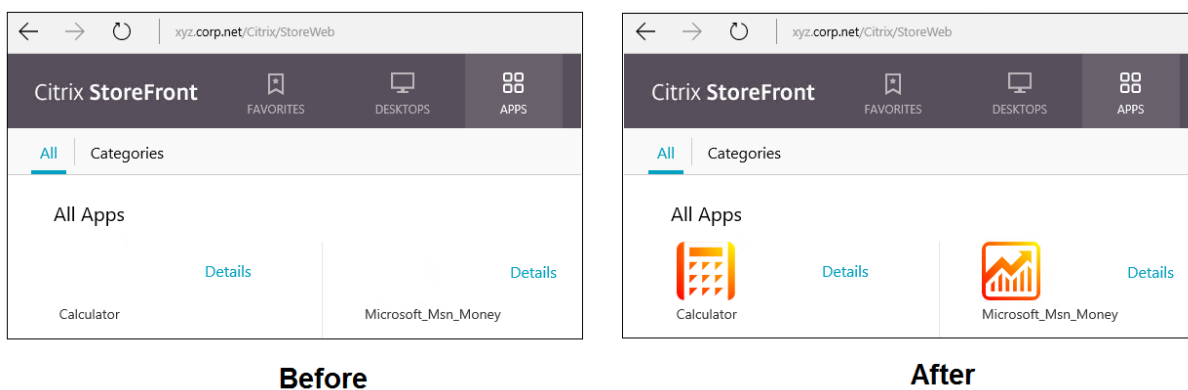 xyz.corp.net/Citrix/StoreWeb
Citrix StoreFront
FAVORITES
DESKTOPS
APPS
All
Categories
All Apps
Details
Details
Calculator
Microsoft_Msn_Money
Before
xyz.corp.net/Citrix/StoreWeb
Citrix StoreFront
FAVORITES
DESKTOPS
APPS
All
Categories
All Apps
Details
Details
Calculator
Microsoft_Msn_Money
After